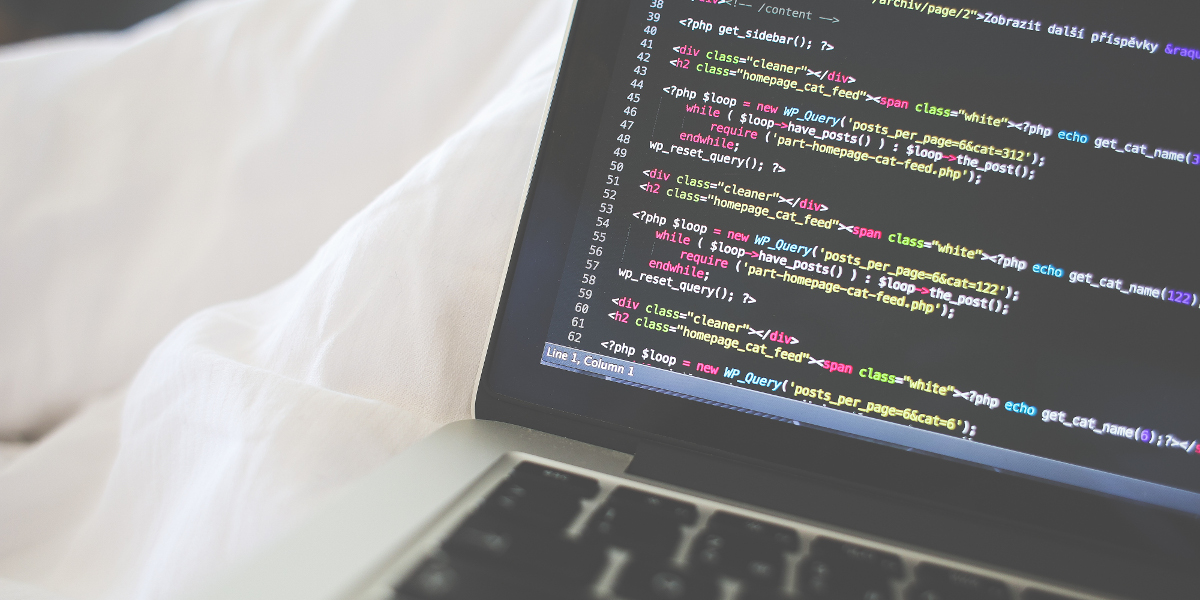 /archiv/page/2">Zobrazit další příspěvky &raqu
div><!-- /content -->
38
39 <?php get_sidebar(); ?>
40
41 <div class="cleaner"></div>
42 <h2 class="homepage_cat_feed"><span class="white"><?php echo get_cat_name(3
43
44 <?php $loop = new WP_Query('posts_per_page=6&cat=312');
45 while ( $loop->have_posts() ) : $loop->the_post();
46 require ('part-homepage-cat-feed.php');
47 endwhile;
48 wp_reset_query(); ?>
49
50 <div class="cleaner"></div>
51 <h2 class="homepage_cat_feed"><span class="white"><?php echo get_cat_name(122)
52
53 <?php $loop = new WP_Query('posts_per_page=6&cat=122');
54 while ( $loop->have_posts() ) : $loop->the_post();
55 require ('part-homepage-cat-feed.php');
56 endwhile;
57 wp_reset_query(); ?>
58
59 <div class="cleaner"></div>
60 <h2 class="homepage_cat_feed"><span class="white"><?php echo get_cat_name(6);?></
61
62 <?php $loop = new WP_Query('posts_per_page=6&cat=6');
Line 1, Column 1